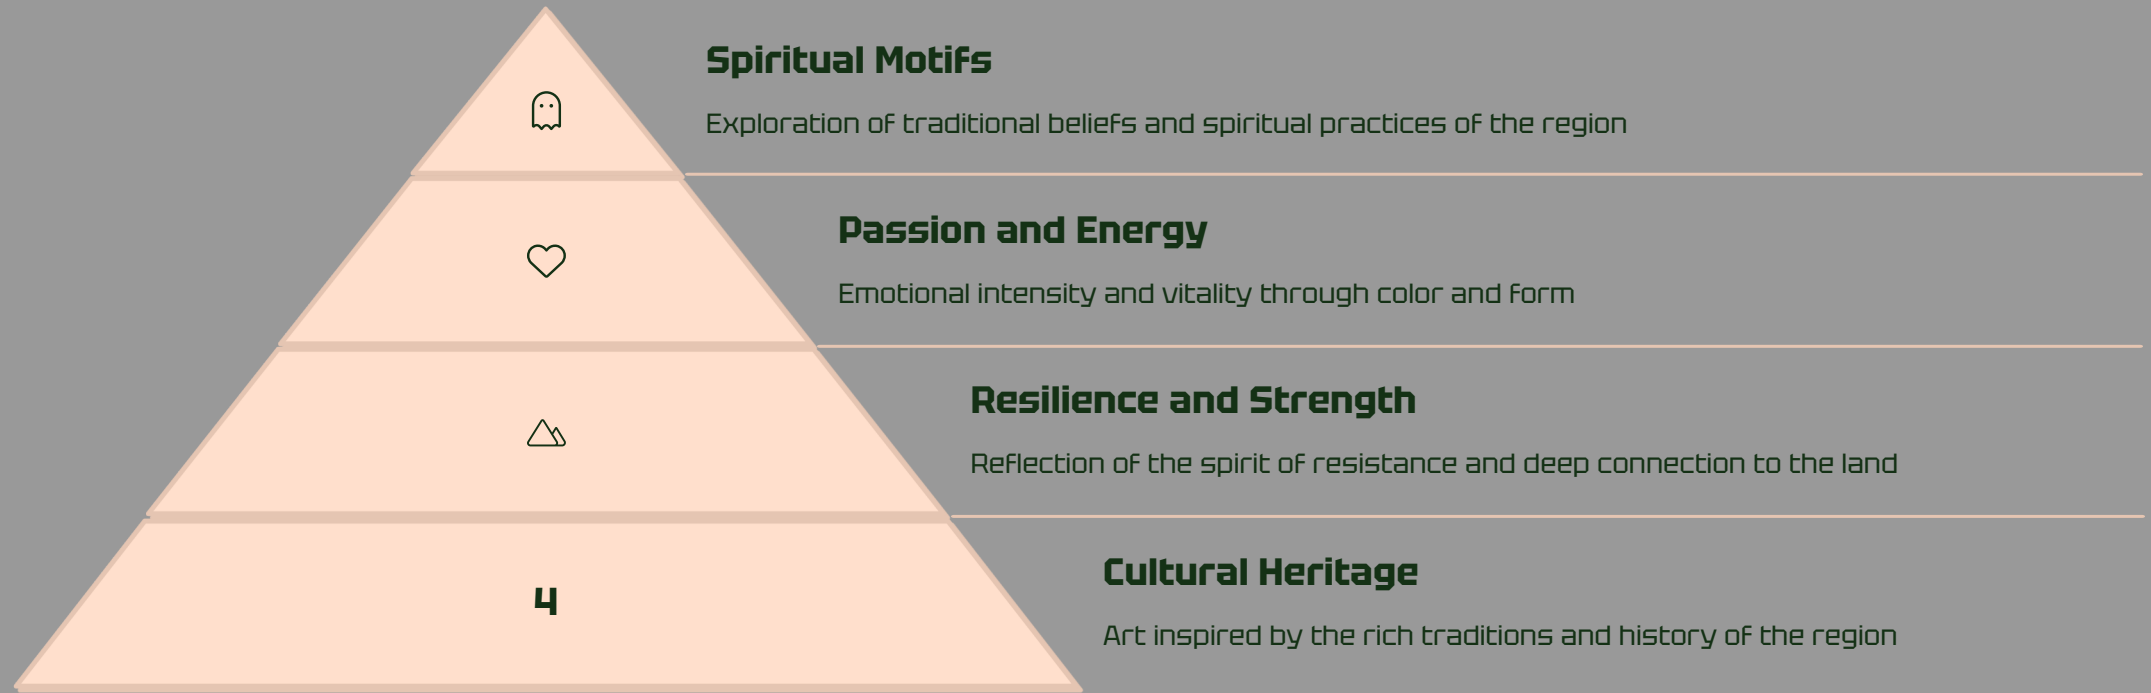 Spiritual Motifs
Exploration of traditional beliefs and spiritual practices of the region
Passion and Energy
Emotional intensity and vitality through color and form
Resilience and Strength
Reflection of the spirit of resistance and deep connection to the land
4
Cultural Heritage
Art inspired by the rich traditions and history of the region